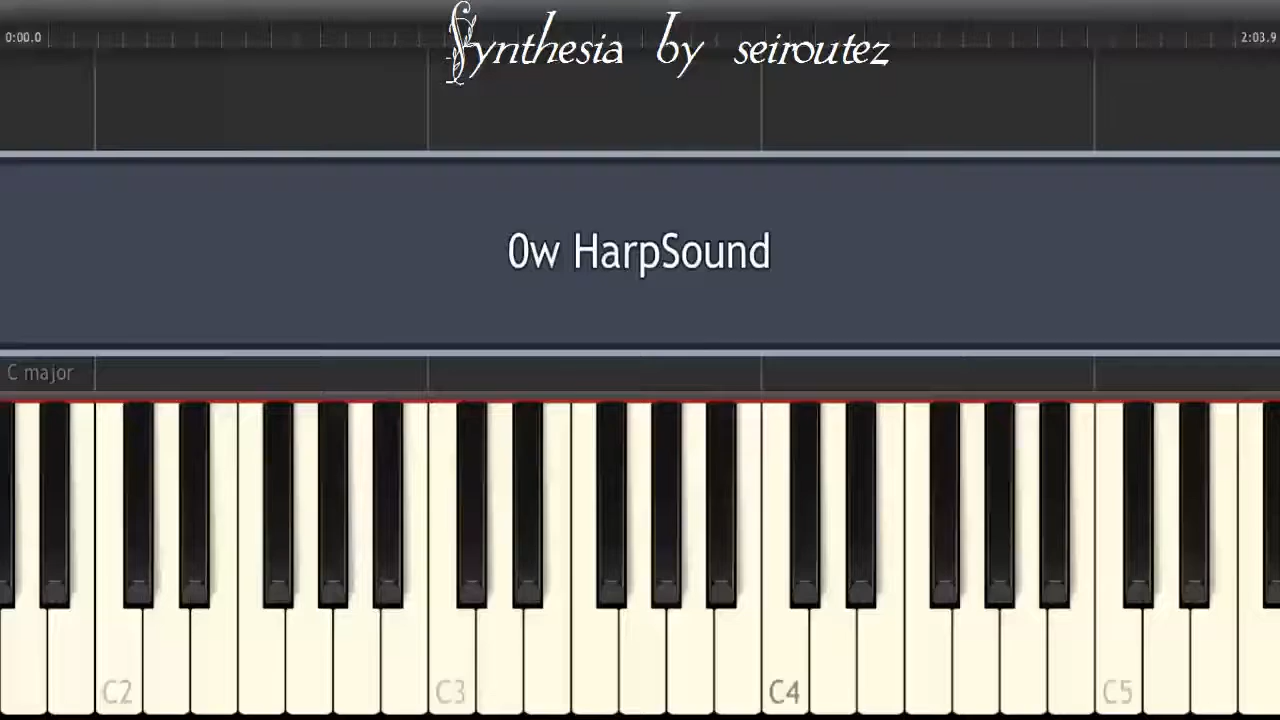 Synthesia by seiroutez
0:00.0
2:03.9
0w HarpSound
C major
C2
C3
C4
C5